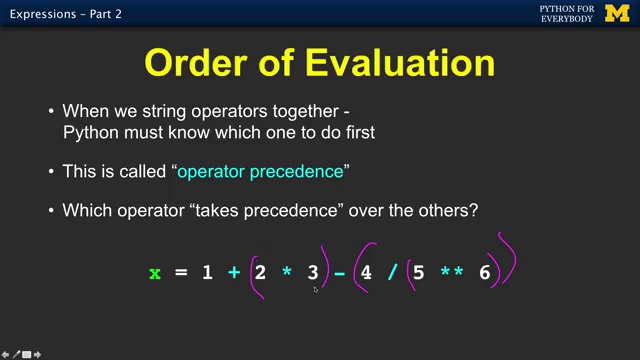 Expressions – Part 2
PYTHON FOR
EVERYBODY
M
Order of Evaluation
• When we string operators together -
Python must know which one to do first
• This is called “operator precedence”
• Which operator “takes precedence” over the others?
x = 1 + (2 * 3) - (4 / (5 ** 6))